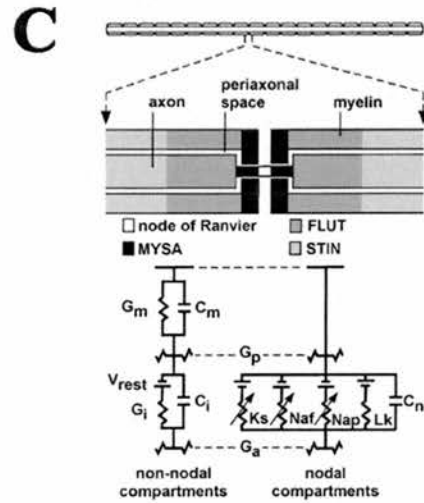 C
periaxonal
axon space myelin
node of Ranvier FLUT
MYSA STIN
Gm Cm
Gp
Vrest
Gi Ci Ks Naf Nap Lk Cn
Ga
non-nodal nodal
compartments compartments